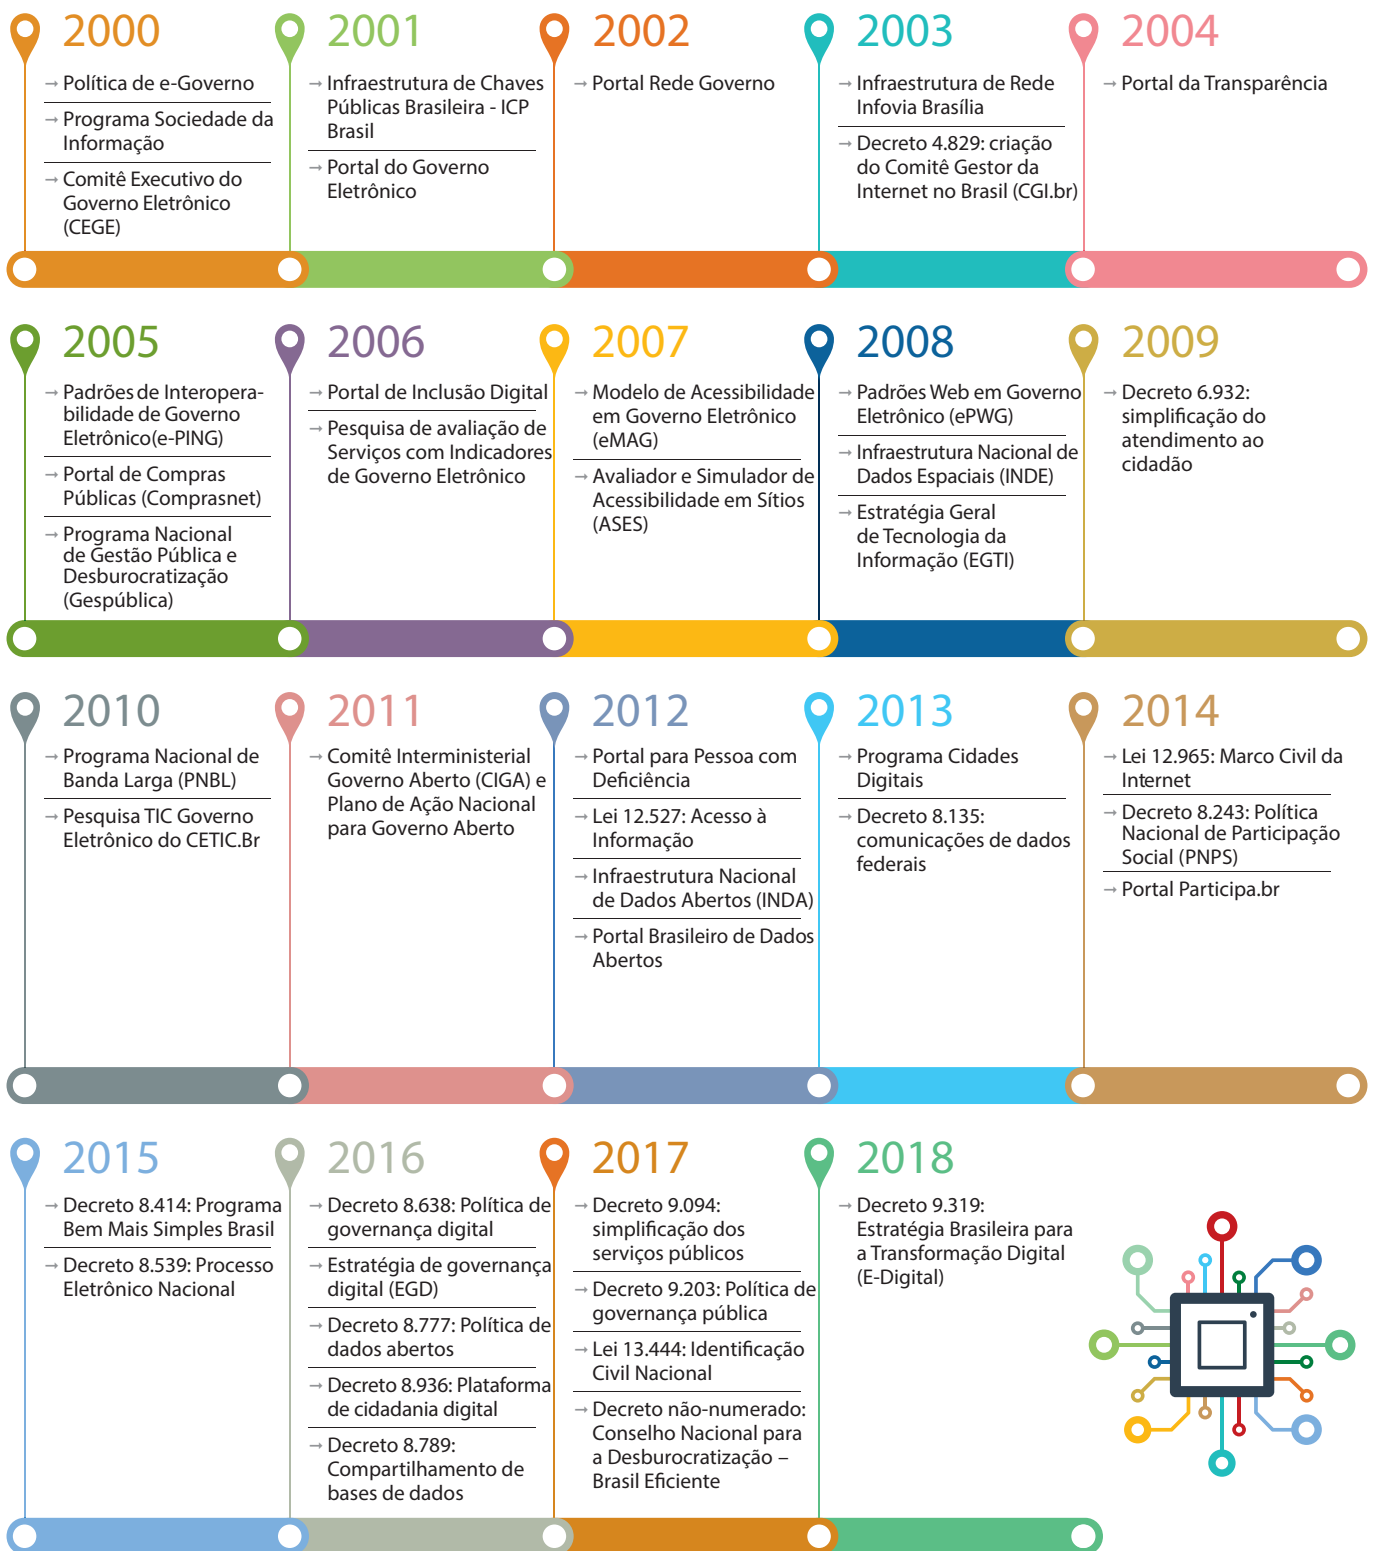 2000
→ Política de e-Governo
→ Programa Sociedade da
Informação
→ Comitê Executivo do
Governo Eletrônico
(CEGE)
2001
→ Infraestrutura de Chaves
Públicas Brasileira - ICP
Brasil
→ Portal do Governo
Eletrônico
2002
→ Portal Rede Governo
2003
→ Infraestrutura de Rede
Infovia Brasília
→ Decreto 4.829: criação
do Comitê Gestor da
Internet no Brasil (CGI.br)
2004
→ Portal da Transparência
2005
→ Padrões de Interopera-
bilidade de Governo
Eletrônico(e-PING)
→ Portal de Compras
Públicas (Comprasnet)
→ Programa Nacional
de Gestão Pública e
Desburocratização
(Gespública)
2006
→ Portal de Inclusão Digital
→ Pesquisa de avaliação de
Serviços com Indicadores
de Governo Eletrônico
2007
→ Modelo de Acessibilidade
em Governo Eletrônico
(eMAG)
→ Avaliador e Simulador de
Acessibilidade em Sítios
(ASES)
2008
→ Padrões Web em Governo
Eletrônico (ePWG)
→ Infraestrutura Nacional de
Dados Espaciais (INDE)
→ Estratégia Geral
de Tecnologia da
Informação (EGTI)
2009
→ Decreto 6.932:
simplificação do
atendimento ao
cidadão
2010
→ Programa Nacional de
Banda Larga (PNBL)
→ Pesquisa TIC Governo
Eletrônico do CETIC.Br
2011
→ Comitê Interministerial
Governo Aberto (CIGA) e
Plano de Ação Nacional
para Governo Aberto
2012
→ Portal para Pessoa com
Deficiência
→ Lei 12.527: Acesso à
Informação
→ Infraestrutura Nacional
de Dados Abertos (INDA)
→ Portal Brasileiro de Dados
Abertos
2013
→ Programa Cidades
Digitais
→ Decreto 8.135:
comunicações de dados
federais
2014
→ Lei 12.965: Marco Civil da
Internet
→ Decreto 8.243: Política
Nacional de Participação
Social (PNPS)
→ Portal Participa.br
2015
→ Decreto 8.414: Programa
Bem Mais Simples Brasil
→ Decreto 8.539: Processo
Eletrônico Nacional
2016
→ Decreto 8.638: Política de
governança digital
→ Estratégia de governança
digital (EGD)
→ Decreto 8.777: Política de
dados abertos
→ Decreto 8.936: Plataforma
de cidadania digital
→ Decreto 8.789:
Compartilhamento de
bases de dados
2017
→ Decreto 9.094:
simplificação dos
serviços públicos
→ Decreto 9.203: Política de
governança pública
→ Lei 13.444: Identificação
Civil Nacional
→ Decreto não-numerado:
Conselho Nacional para
a Desburocratização –
Brasil Eficiente
2018
→ Decreto 9.319:
Estratégia Brasileira para
a Transformação Digital
(E-Digital)